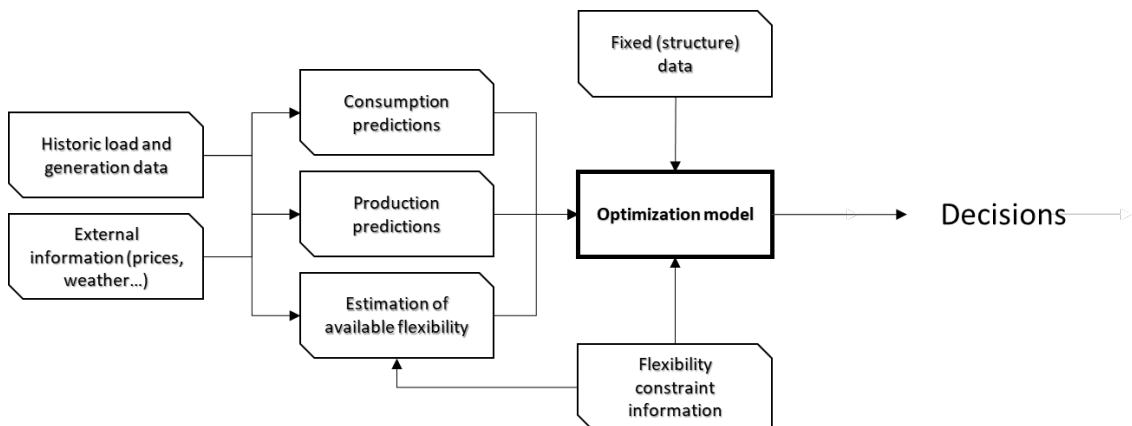 Fixed (structure)
data
Consumption
predictions
Historic load and
generation data
Production
predictions
Optimization model
Decisions
External
information (prices,
weather...)
Estimation of
available flexibility
Flexibility
constraint
information